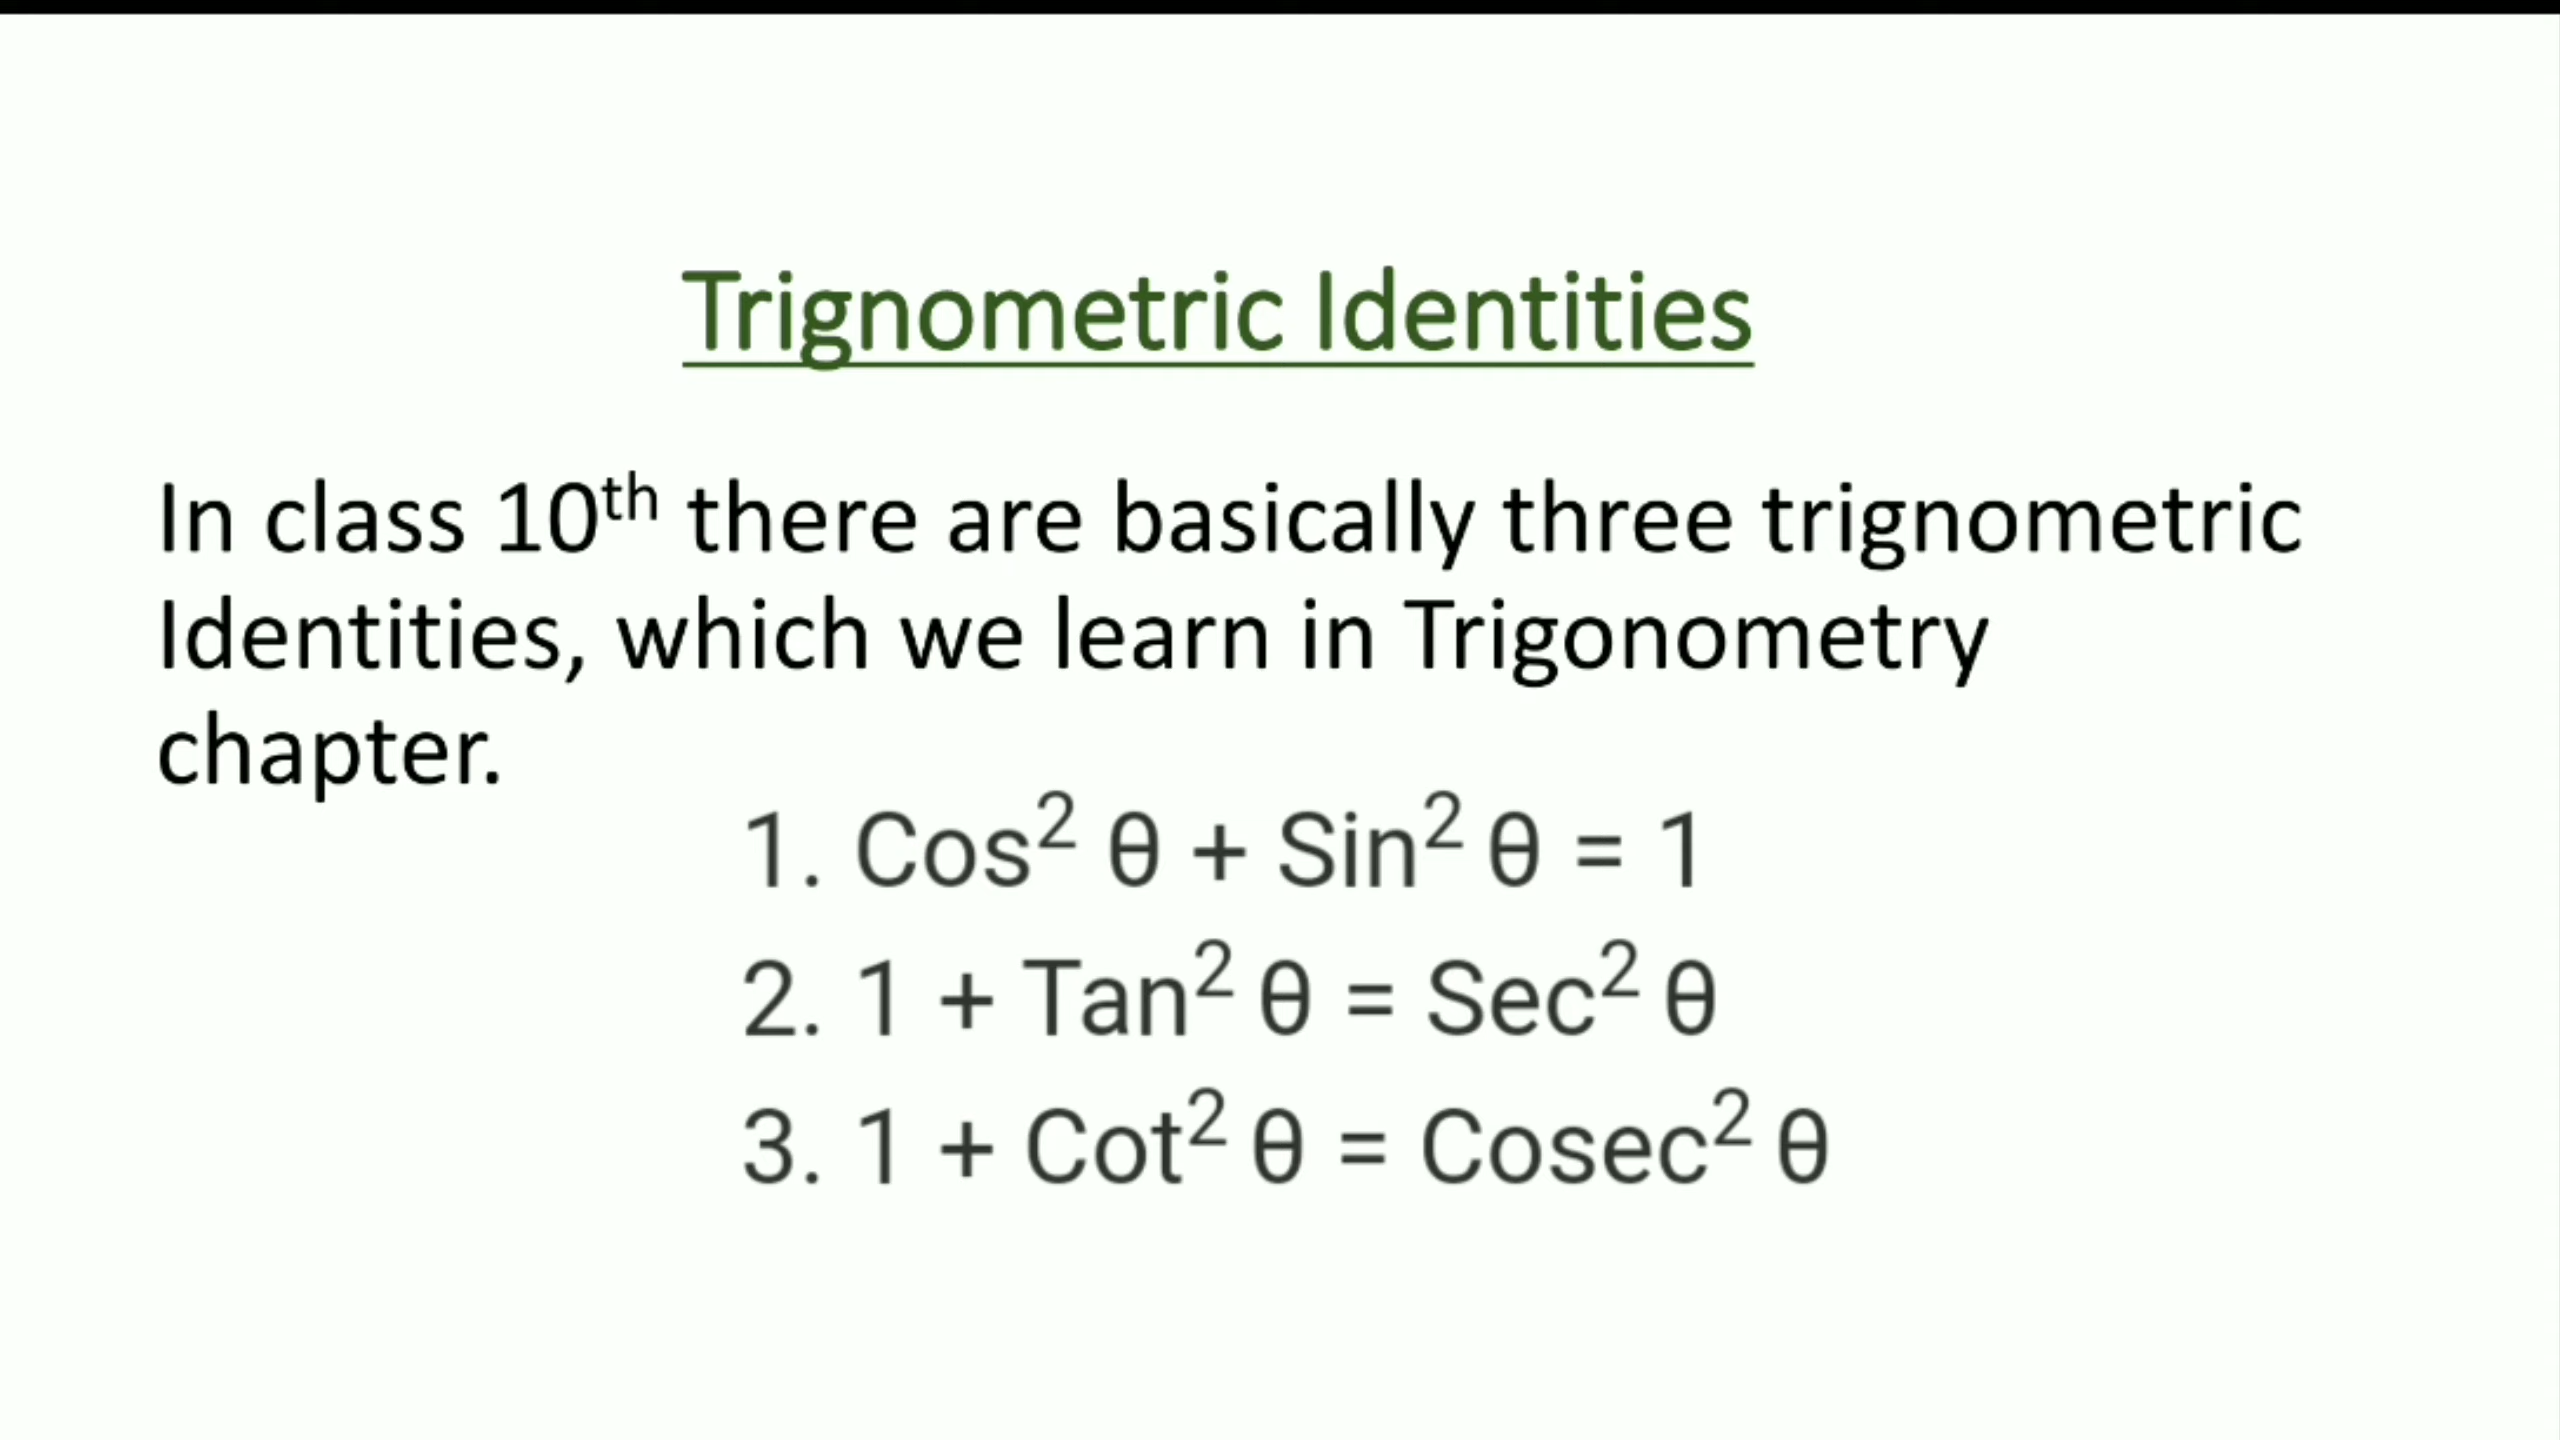 Trignometric Identities
In class 10th there are basically three trignometric
Identities, which we learn in Trigonometry
chapter.
1. Cos² θ + Sin² θ = 1
2. 1 + Tan² θ = Sec² θ
3. 1 + Cot² θ = Cosec² θ